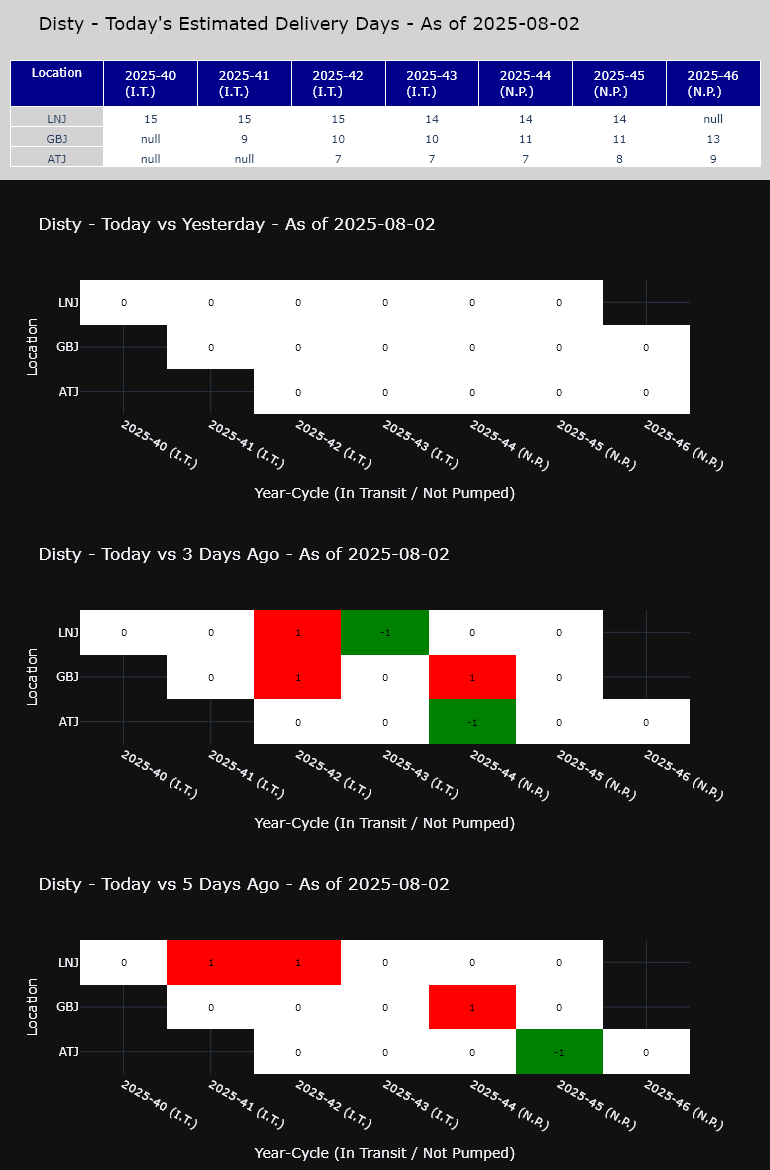 Disty - Today's Estimated Delivery Days - As of 2025-08-02
Location 2025-40 (I.T.) 2025-41 (I.T.) 2025-42 (I.T.) 2025-43 (I.T.) 2025-44 (N.P.) 2025-45 (N.P.) 2025-46 (N.P.)
LNJ 15 15 15 14 14 14 null
GBJ null 9 10 10 11 11 13
ATJ null null 7 7 7 8 9
Disty - Today vs Yesterday - As of 2025-08-02
Location
LNJ 0 0 0 0 0 0
GBJ 0 0 0 0 0 0
ATJ 0 0 0 0 0
2025-40 (I.T.) 2025-41 (I.T.) 2025-42 (I.T.) 2025-43 (I.T.) 2025-44 (N.P.) 2025-45 (N.P.) 2025-46 (N.P.)
Year-Cycle (In Transit / Not Pumped)
Disty - Today vs 3 Days Ago - As of 2025-08-02
Location
LNJ 0 0 1 -1 0 0
GBJ 0 1 0 1 0
ATJ 0 0 -1 0 0
2025-40 (I.T.) 2025-41 (I.T.) 2025-42 (I.T.) 2025-43 (I.T.) 2025-44 (N.P.) 2025-45 (N.P.) 2025-46 (N.P.)
Year-Cycle (In Transit / Not Pumped)
Disty - Today vs 5 Days Ago - As of 2025-08-02
Location
LNJ 0 1 1 0 0 0
GBJ 0 0 0 1 0
ATJ 0 0 0 -1 0
2025-40 (I.T.) 2025-41 (I.T.) 2025-42 (I.T.) 2025-43 (I.T.) 2025-44 (N.P.) 2025-45 (N.P.) 2025-46 (N.P.)
Year-Cycle (In Transit / Not Pumped)